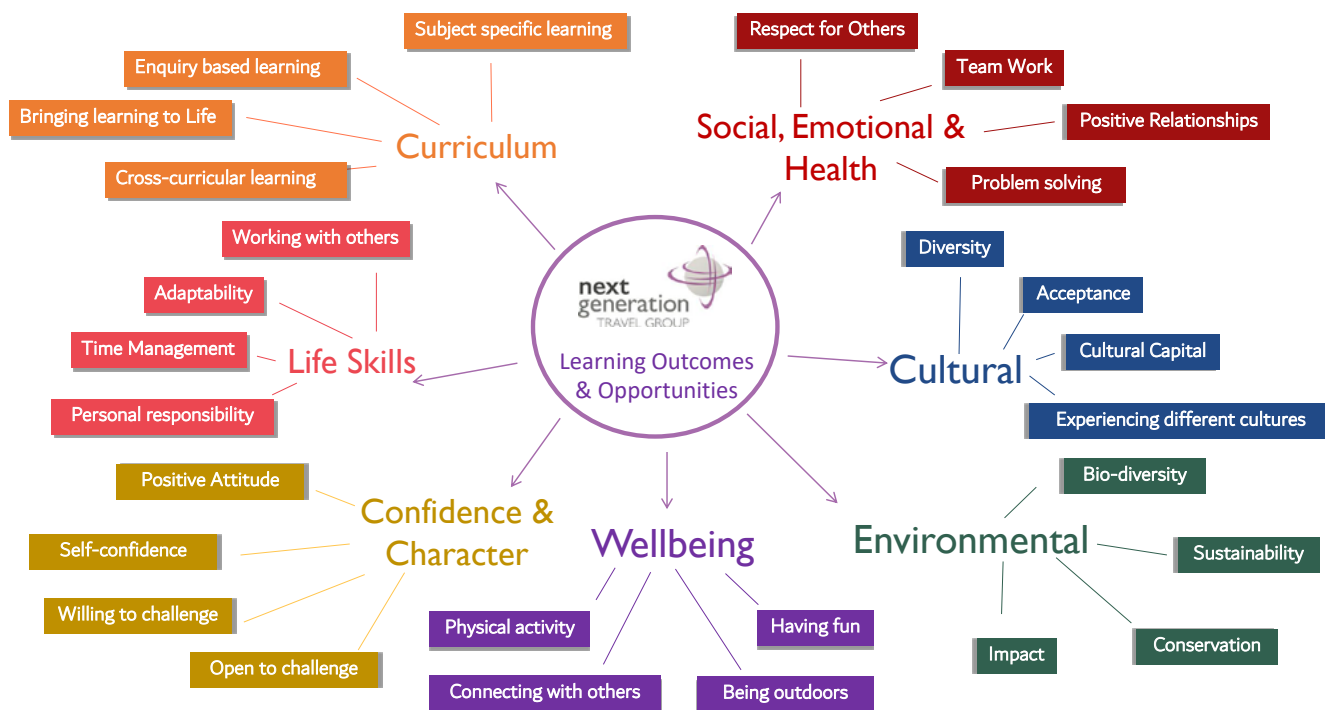 Subject specific learning
Enquiry based learning
Bringing learning to Life
Cross-curricular learning
Curriculum
Respect for Others
Team Work
Positive Relationships
Problem solving
Social, Emotional &
Health
Working with others
Adaptability
Time Management
Personal responsibility
Life Skills
next
generation
TRAVEL GROUP
Learning Outcomes
& Opportunities
Diversity
Acceptance
Cultural Capital
Experiencing different cultures
Cultural
Positive Attitude
Self-confidence
Willing to challenge
Open to challenge
Confidence &
Character
Wellbeing
Physical activity
Having fun
Connecting with others
Being outdoors
Environmental
Bio-diversity
Sustainability
Conservation
Impact